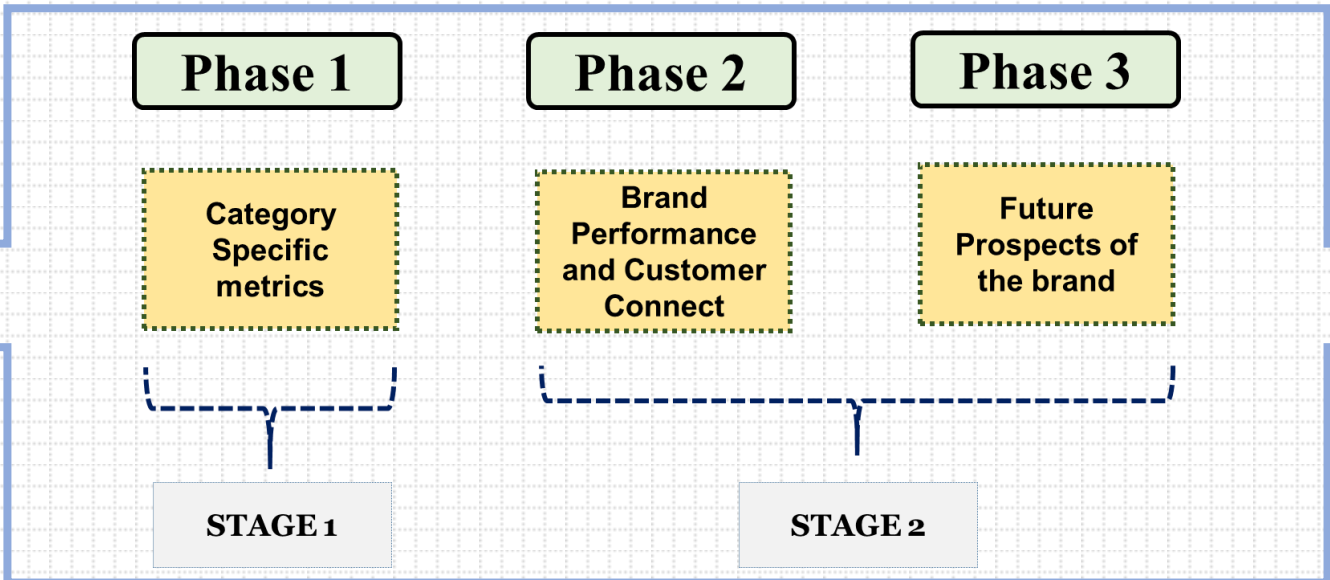 Phase 1
Phase 2
Phase 3
Category
Specific
metrics
Brand
Performance
and Customer
Connect
Future
Prospects of
the brand
STAGE 1
STAGE 2